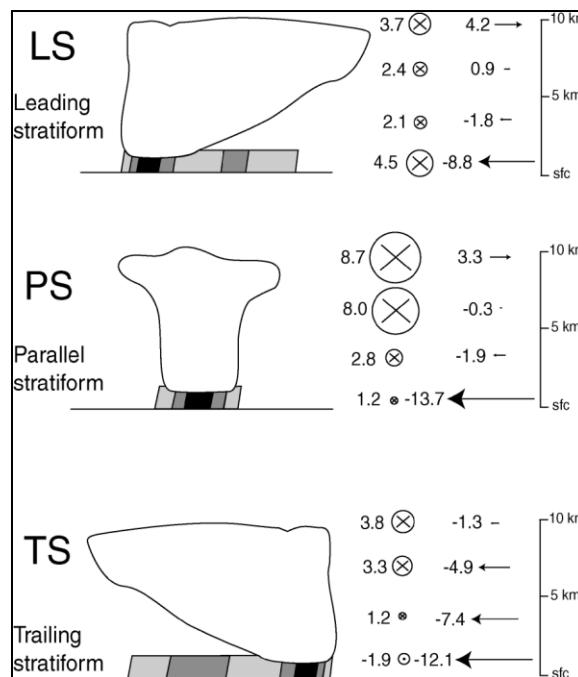 LS
Leading
stratiform
3.7 4.2 10 km
2.4 0.9
5 km
2.1 -1.8
4.5 -8.8
sfc
PS
Parallel
stratiform
8.7 3.3 10 km
8.0 -0.3
5 km
2.8 -1.9
1.2 -13.7
sfc
TS
Trailing
stratiform
3.8 -1.3 10 km
3.3 -4.9
5 km
1.2 -7.4
-1.9 -12.1
sfc